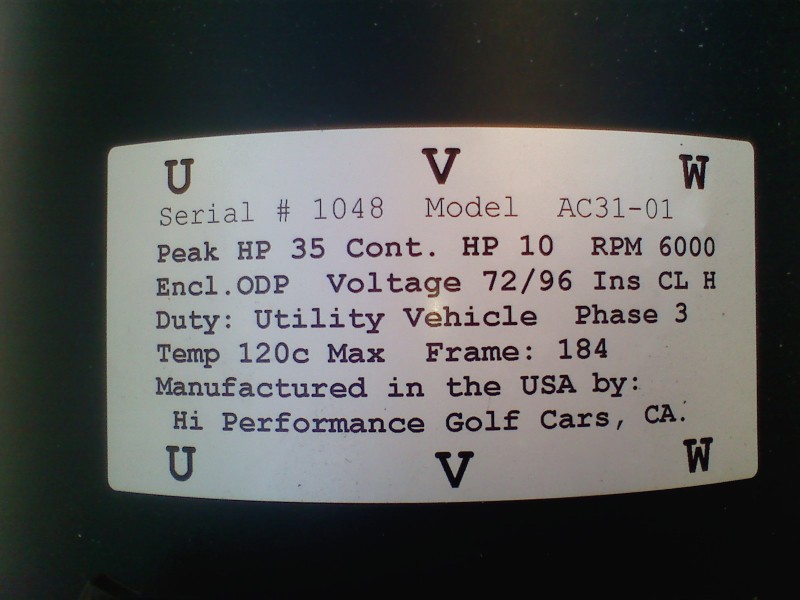 U V W
Serial # 1048 Model AC31-01
Peak HP 35 Cont. HP 10 RPM 6000
Encl.ODP Voltage 72/96 Ins CL H
Duty: Utility Vehicle Phase 3
Temp 120c Max Frame: 184
Manufactured in the USA by:
Hi Performance Golf Cars, CA.
U V W